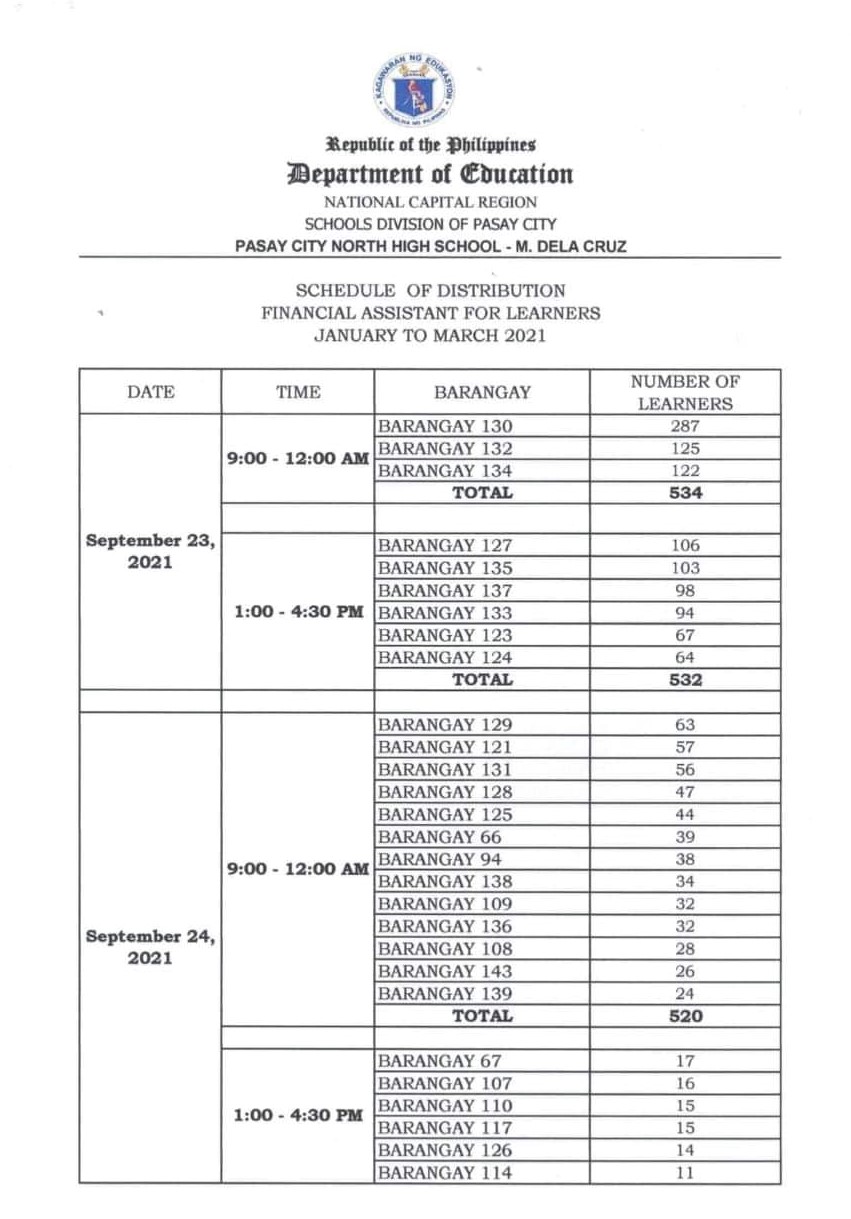 KAGAWARAN NG EDUKASYON
REPUBLIKA NG PILIPINAS
Republic of the Philippines
Department of Education
NATIONAL CAPITAL REGION
SCHOOLS DIVISION OF PASAY CITY
PASAY CITY NORTH HIGH SCHOOL - M. DELA CRUZ
SCHEDULE OF DISTRIBUTION
FINANCIAL ASSISTANT FOR LEARNERS
JANUARY TO MARCH 2021
DATE TIME BARANGAY NUMBER OF LEARNERS
September 23, 2021
9:00 - 12:00 AM
BARANGAY 130 287
BARANGAY 132 125
BARANGAY 134 122
TOTAL 534
1:00 - 4:30 PM
BARANGAY 127 106
BARANGAY 135 103
BARANGAY 137 98
BARANGAY 133 94
BARANGAY 123 67
BARANGAY 124 64
TOTAL 532
September 24, 2021
9:00 - 12:00 AM
BARANGAY 129 63
BARANGAY 121 57
BARANGAY 131 56
BARANGAY 128 47
BARANGAY 125 44
BARANGAY 66 39
BARANGAY 94 38
BARANGAY 138 34
BARANGAY 109 32
BARANGAY 136 32
BARANGAY 108 28
BARANGAY 143 26
BARANGAY 139 24
TOTAL 520
1:00 - 4:30 PM
BARANGAY 67 17
BARANGAY 107 16
BARANGAY 110 15
BARANGAY 117 15
BARANGAY 126 14
BARANGAY 114 11